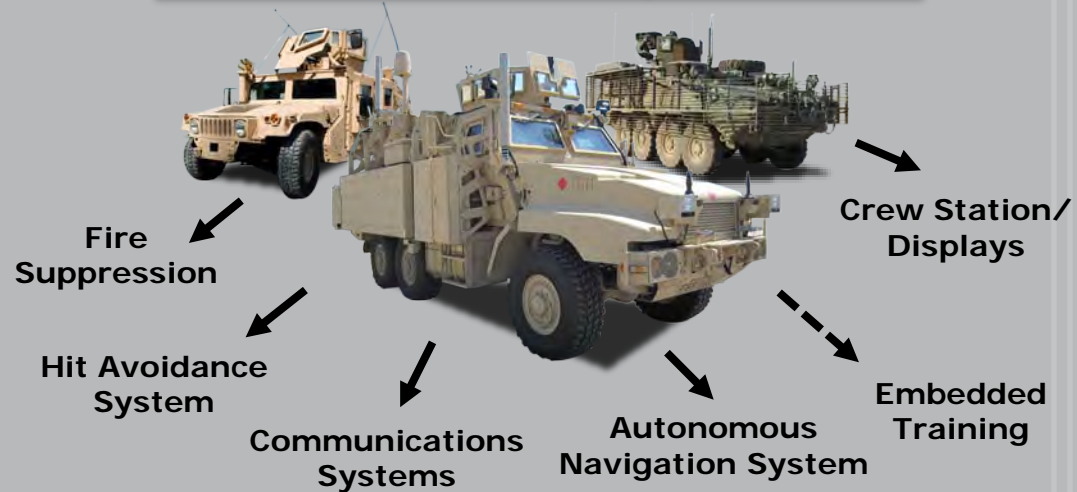 Fire
Suppression
Hit Avoidance
System
Communications
Systems
Autonomous
Navigation System
Embedded
Training
Crew Station/
Displays